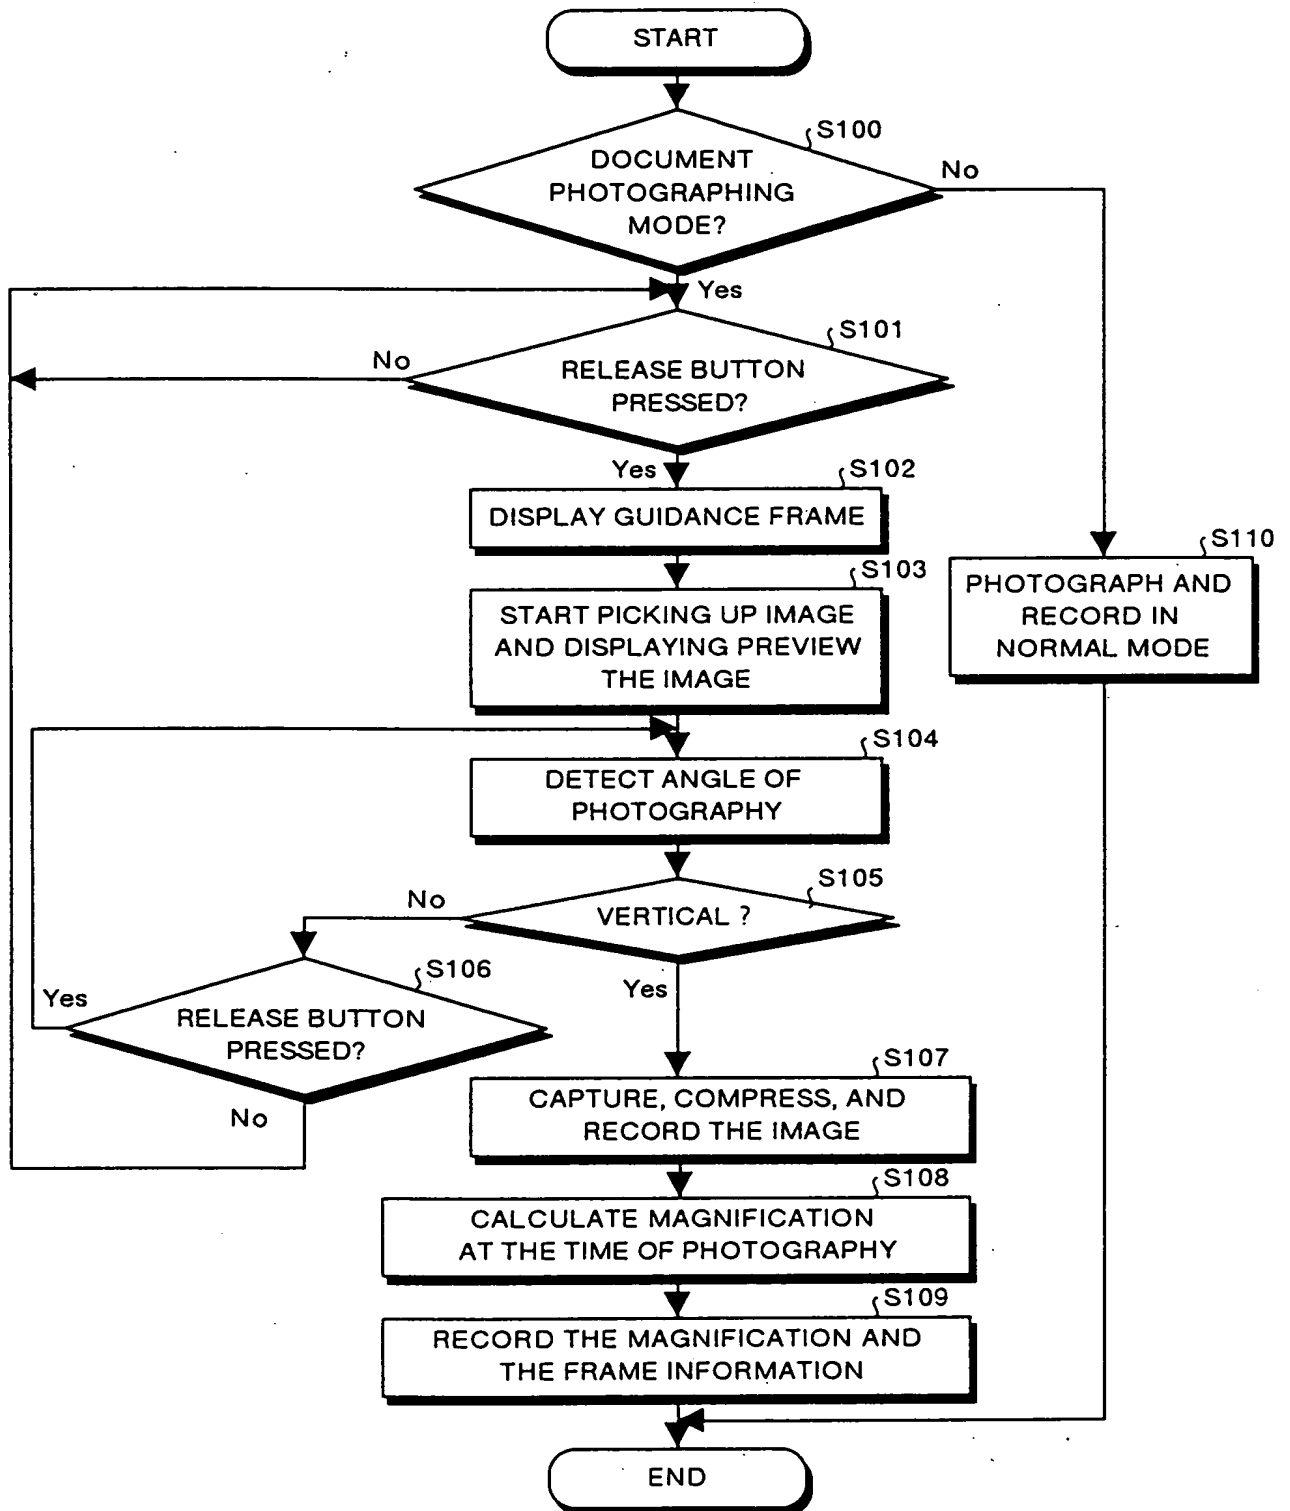 START
S100
DOCUMENT
PHOTOGRAPHING
MODE?
No
Yes
S101
No
RELEASE BUTTON
PRESSED?
Yes
S102
DISPLAY GUIDANCE FRAME
S103
START PICKING UP IMAGE
AND DISPLAYING PREVIEW
THE IMAGE
S110
PHOTOGRAPH AND
RECORD IN
NORMAL MODE
S104
DETECT ANGLE OF
PHOTOGRAPHY
S105
No
VERTICAL ?
Yes
S106
Yes
RELEASE BUTTON
PRESSED?
No
S107
CAPTURE, COMPRESS, AND
RECORD THE IMAGE
S108
CALCULATE MAGNIFICATION
AT THE TIME OF PHOTOGRAPHY
S109
RECORD THE MAGNIFICATION AND
THE FRAME INFORMATION
END